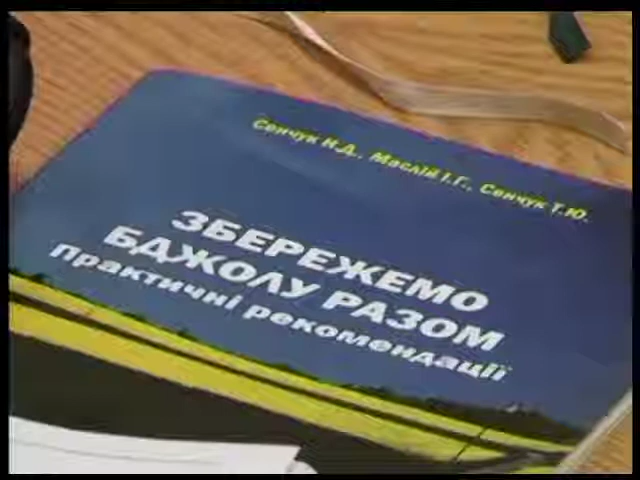 Сенчук І.Д., Маслій І.Г., Сенчук Т.Ю.
ЗБЕРЕЖЕМО
БДЖОЛУ РАЗОМ
Практичні рекомендації